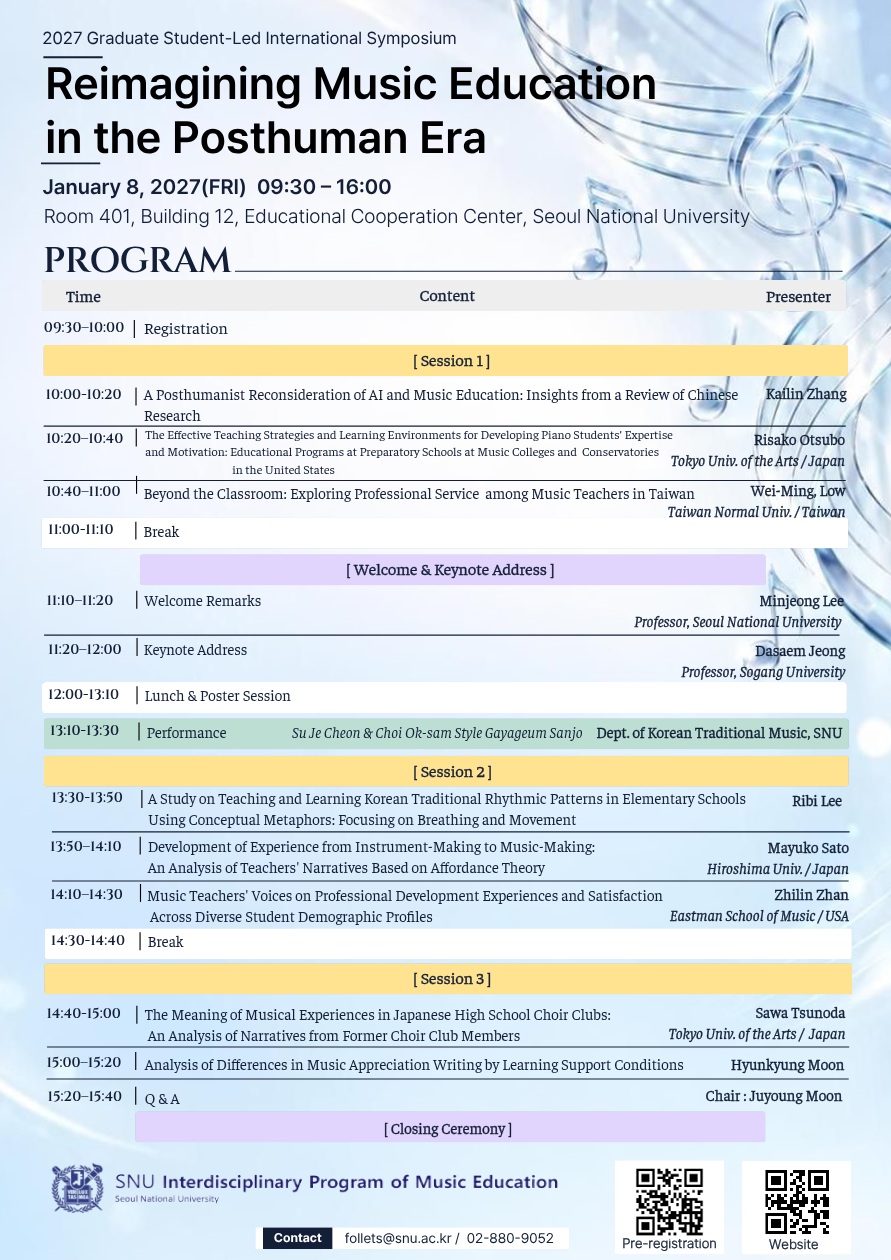 2027 Graduate Student-Led International Symposium
Reimagining Music Education
in the Posthuman Era
January 8, 2027(FRI) 09:30 – 16:00
Room 401, Building 12, Educational Cooperation Center, Seoul National University
PROGRAM
Time Content Presenter
09:30–10:00 Registration
[ Session 1 ]
10:00-10:20 A Posthumanist Reconsideration of AI and Music Education: Insights from a Review of Chinese Kailin Zhang
Research
10:20–10:40 The Effective Teaching Strategies and Learning Environments for Developing Piano Students' Expertise Risako Otsubo
and Motivation: Educational Programs at Preparatory Schools at Music Colleges and Conservatories Tokyo Univ. of the Arts / Japan
in the United States
10:40–11:00 Beyond the Classroom: Exploring Professional Service among Music Teachers in Taiwan Wei-Ming, Low
Taiwan Normal Univ. / Taiwan
11:00-11:10 Break
[ Welcome & Keynote Address ]
11:10–11:20 Welcome Remarks Minjeong Lee
Professor, Seoul National University
11:20–12:00 Keynote Address Dasaem Jeong
Professor, Sogang University
12:00-13:10 Lunch & Poster Session
13:10-13:30 Performance Su Je Cheon & Choi Ok-sam Style Gayageum Sanjo Dept. of Korean Traditional Music, SNU
[ Session 2 ]
13:30-13:50 A Study on Teaching and Learning Korean Traditional Rhythmic Patterns in Elementary Schools Ribi Lee
Using Conceptual Metaphors: Focusing on Breathing and Movement
13:50–14:10 Development of Experience from Instrument-Making to Music-Making: Mayuko Sato
An Analysis of Teachers' Narratives Based on Affordance Theory Hiroshima Univ. / Japan
14:10–14:30 Music Teachers' Voices on Professional Development Experiences and Satisfaction Zhilin Zhan
Across Diverse Student Demographic Profiles Eastman School of Music / USA
14:30-14:40 Break
[ Session 3 ]
14:40-15:00 The Meaning of Musical Experiences in Japanese High School Choir Clubs: Sawa Tsunoda
An Analysis of Narratives from Former Choir Club Members Tokyo Univ. of the Arts / Japan
15:00–15:20 Analysis of Differences in Music Appreciation Writing by Learning Support Conditions Hyunkyung Moon
15:20–15:40 Q & A Chair : Juyoung Moon
[ Closing Ceremony ]
SNU Interdisciplinary Program of Music Education
Seoul National University
Contact follets@snu.ac.kr / 02-880-9052
Pre-registration Website